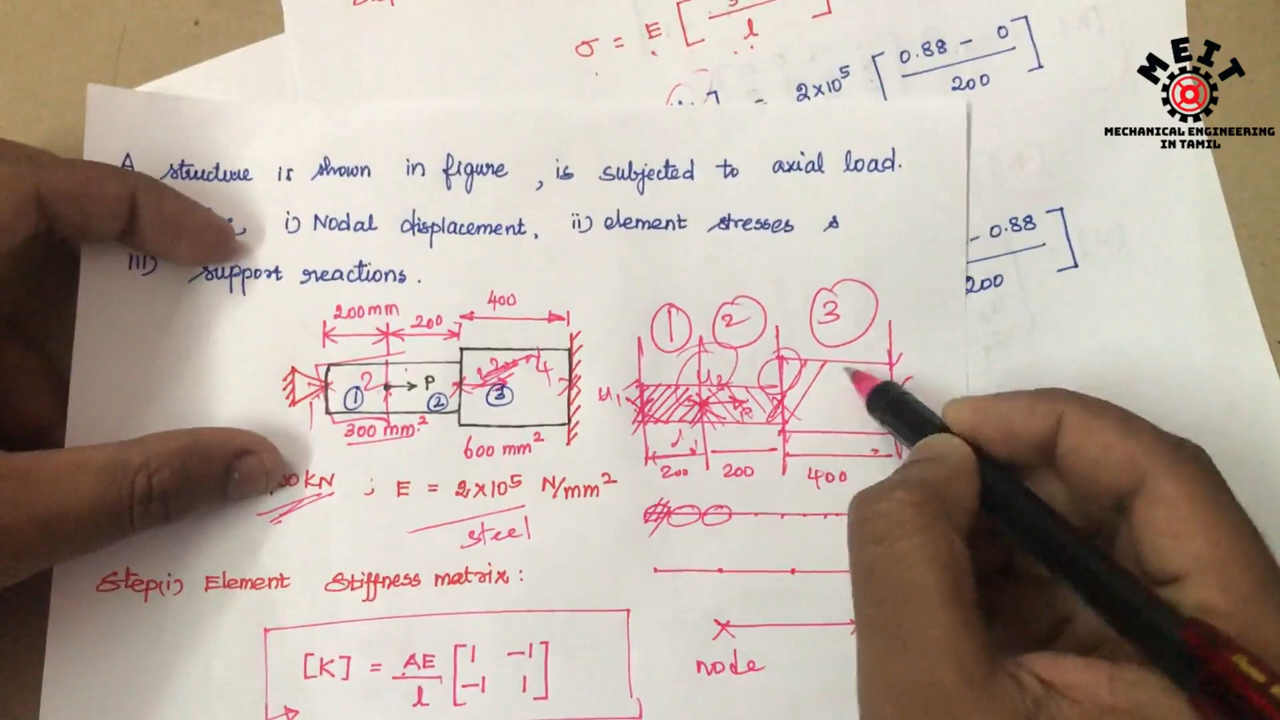 σ = E [ l ]
2×10⁵ [ 0.88 - 0 / 200 ]
MEIT
MECHANICAL ENGINEERING
IN TAMIL
- 0.88 / 200 ]
A structure is shown in figure, is subjected to axial load.
i) Nodal displacement. ii) element stresses &
iii) support reactions.
200mm 200 400
1 2 3
2 P 4
① ② ③
u₁ u₂
300 mm² 600 mm²
200 200 400
kN ; E = 2×10⁵ N/mm²
steel
Step(i) Element Stiffness matrix :
[K] = AE/l [1 -1 -1 1]
node